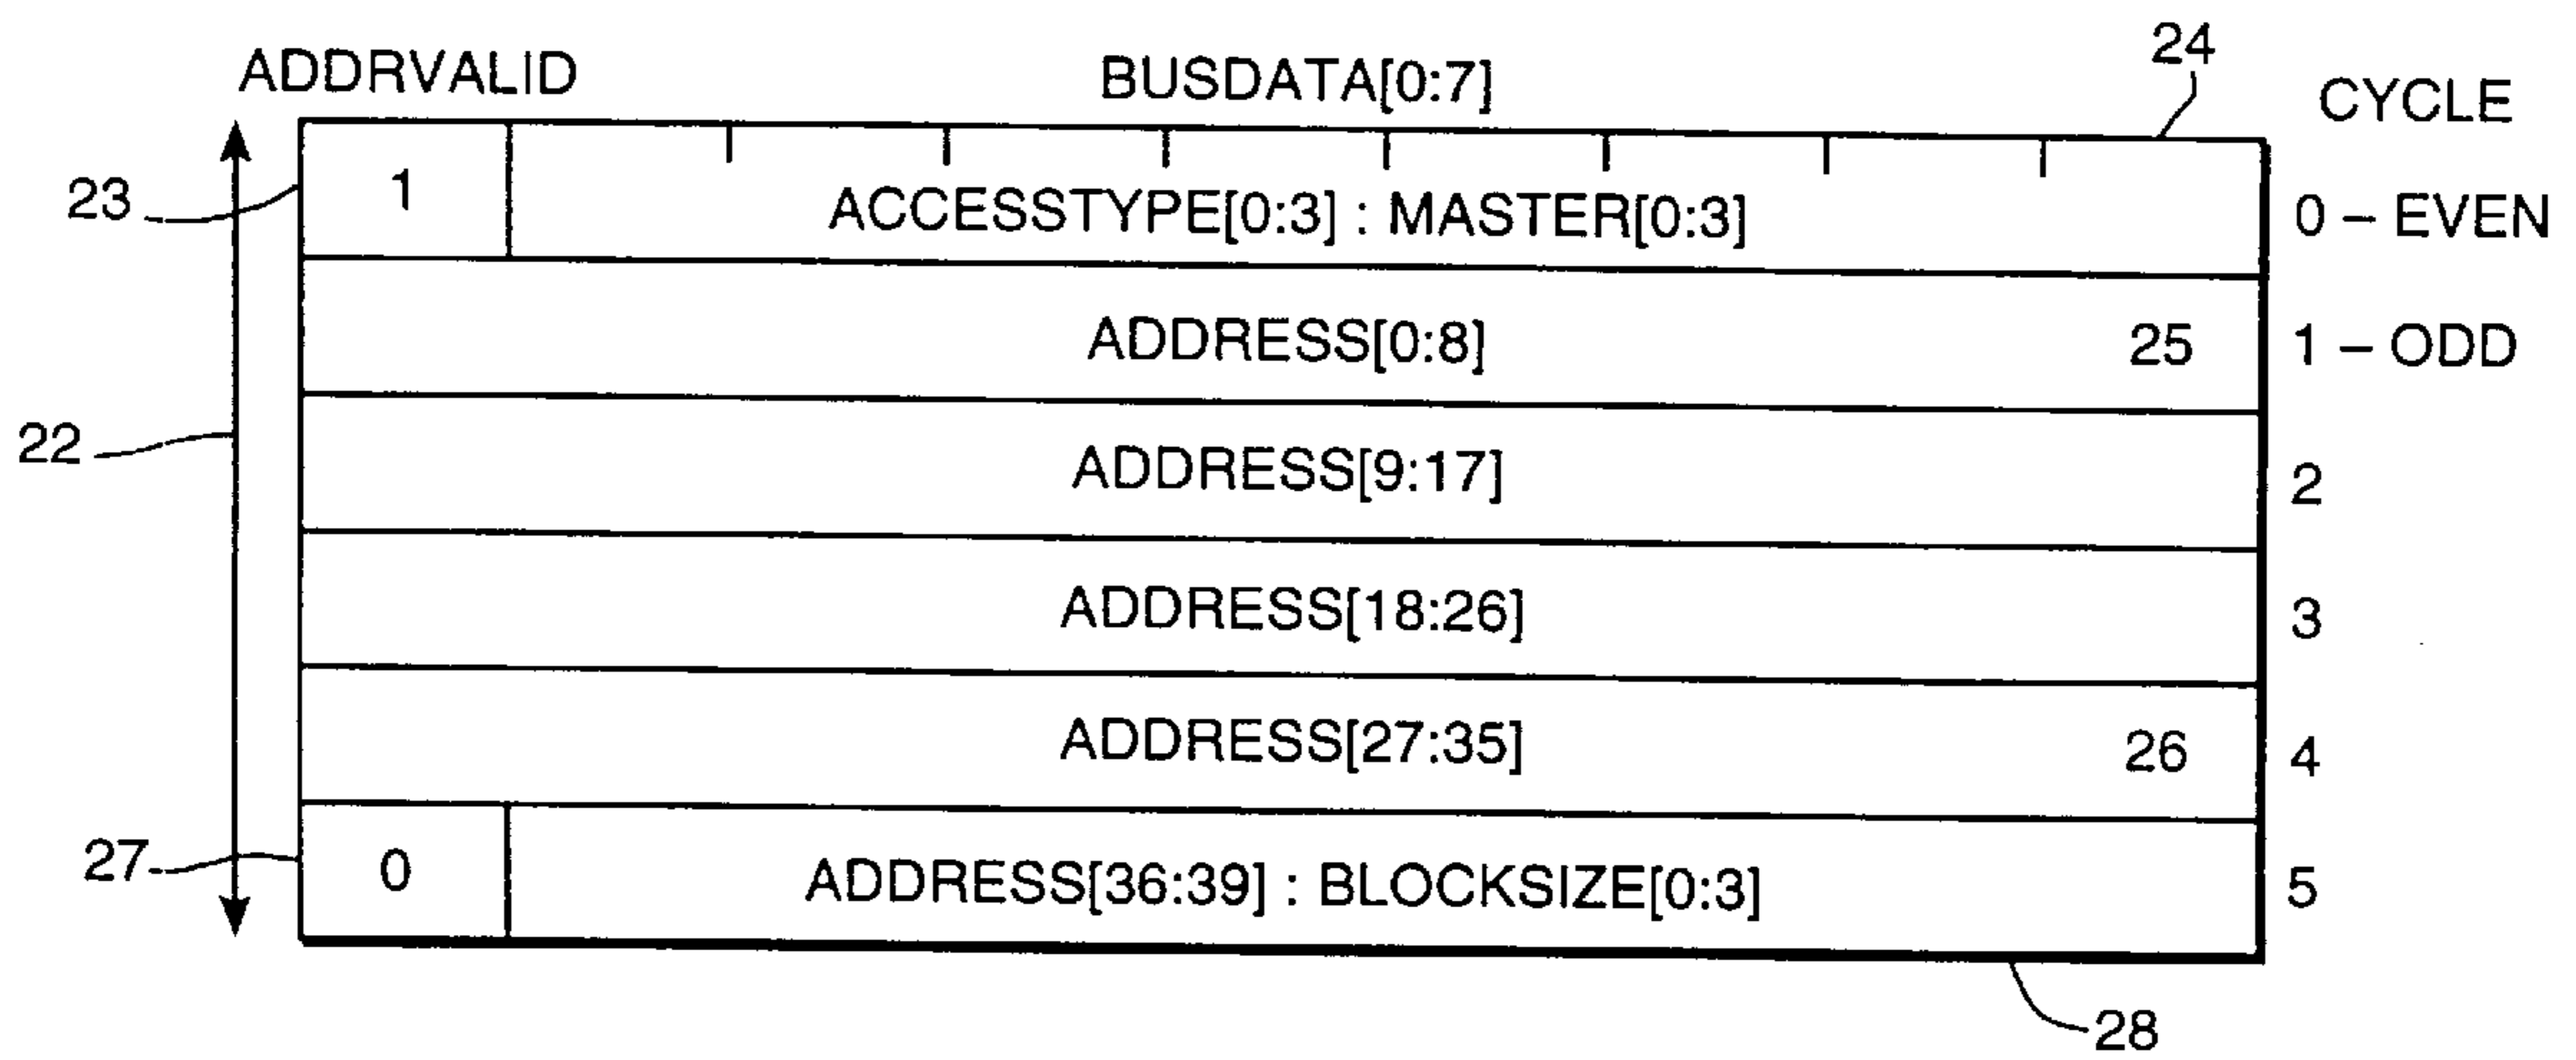 ADDRVALID BUSDATA[0:7] 24 CYCLE
23 1 ACCESSTYPE[0:3] : MASTER[0:3] 0 – EVEN
ADDRESS[0:8] 25 1 – ODD
22 ADDRESS[9:17] 2
ADDRESS[18:26] 3
ADDRESS[27:35] 26 4
27 0 ADDRESS[36:39] : BLOCKSIZE[0:3] 5
28